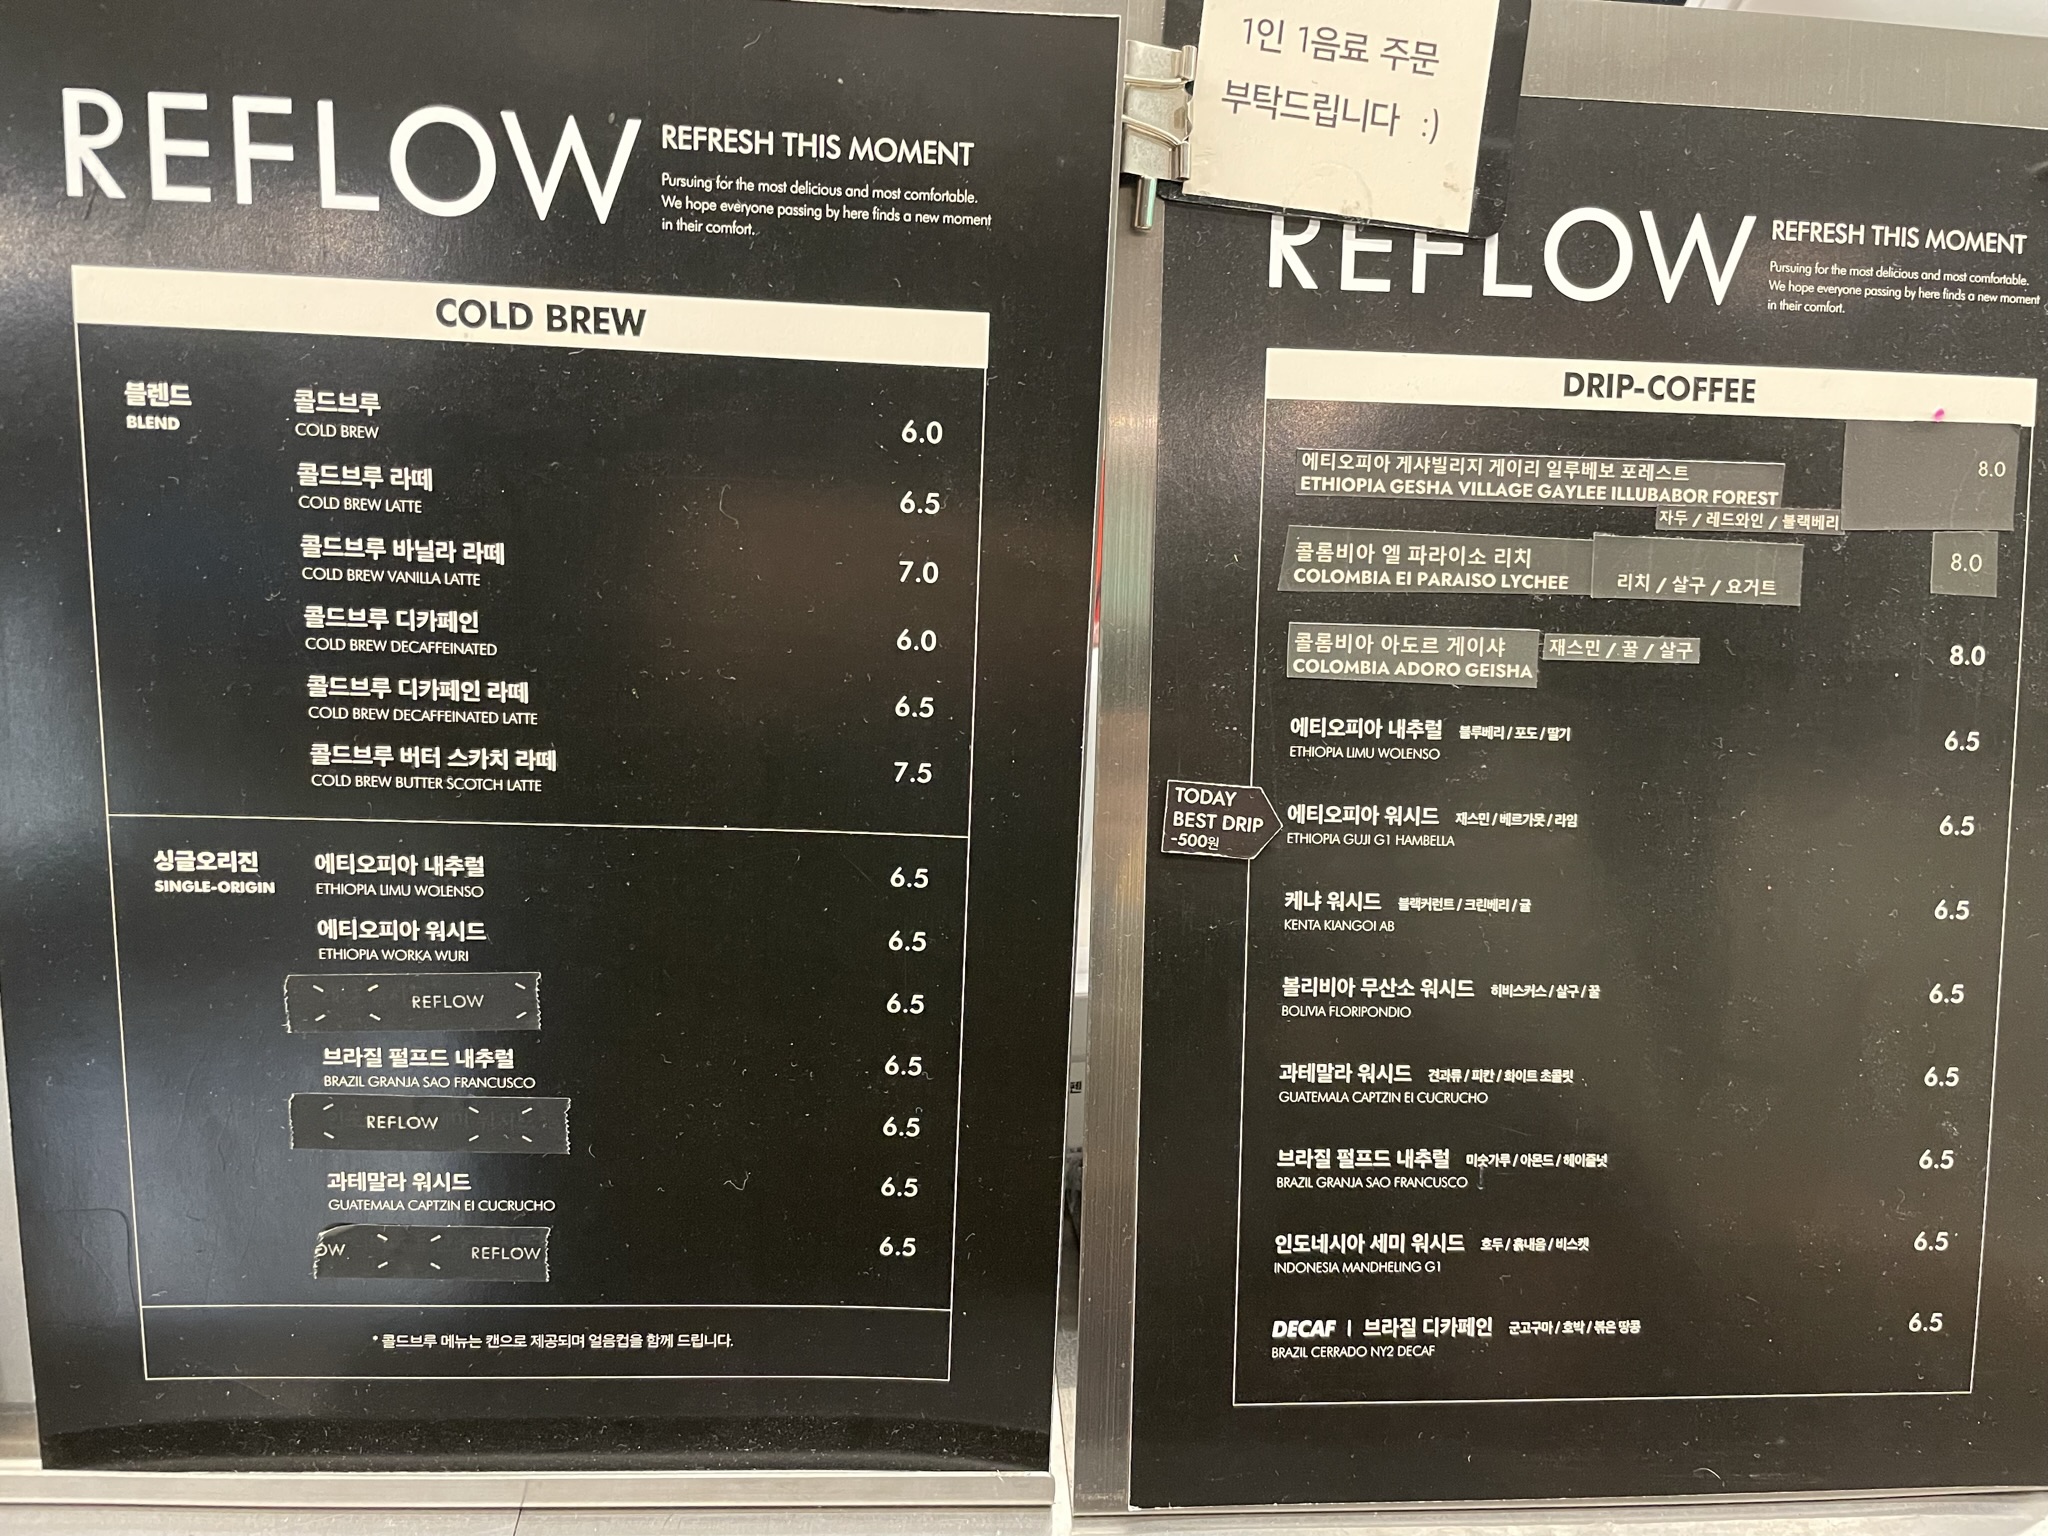 REFLOW
REFRESH THIS MOMENT
Pursuing for the most delicious and most comfortable.
We hope everyone passing by here finds a new moment
in their comfort.
COLD BREW
블렌드
BLEND
콜드브루
COLD BREW
6.0
콜드브루 라떼
COLD BREW LATTE
6.5
콜드브루 바닐라 라떼
COLD BREW VANILLA LATTE
7.0
콜드브루 디카페인
COLD BREW DECAFFEINATED
6.0
콜드브루 디카페인 라떼
COLD BREW DECAFFEINATED LATTE
6.5
콜드브루 버터 스카치 라떼
COLD BREW BUTTER SCOTCH LATTE
7.5
싱글오리진
SINGLE-ORIGIN
에티오피아 내추럴
ETHIOPIA LIMU WOLENSO
6.5
에티오피아 워시드
ETHIOPIA WORKA WURI
6.5
REFLOW
6.5
브라질 펄프드 내추럴
BRAZIL GRANJA SAO FRANCUSCO
6.5
REFLOW
6.5
과테말라 워시드
GUATEMALA CAPTZIN EI CUCRUCHO
6.5
OW
REFLOW
6.5
* 콜드브루 메뉴는 캔으로 제공되며 얼음컵을 함께 드립니다.
1인 1음료 주문
부탁드립니다 :)
REFLOW
REFRESH THIS MOMENT
Pursuing for the most delicious and most comfortable.
We hope everyone passing by here finds a new moment
in their comfort.
DRIP-COFFEE
에티오피아 게샤빌리지 게이리 일루베보 포레스트
8.0
ETHIOPIA GESHA VILLAGE GAYLEE ILLUBABOR FOREST
자두 / 레드와인 / 블랙베리
콜롬비아 엘 파라이소 리치
COLOMBIA EI PARAISO LYCHEE
리치 / 살구 / 요거트
8.0
콜롬비아 아도르 게이샤 재스민 / 꿀 / 살구
COLOMBIA ADORO GEISHA
8.0
에티오피아 내추럴 블루베리 / 포도 / 딸기
ETHIOPIA LIMU WOLENSO
6.5
TODAY
BEST DRIP
-500원
에티오피아 워시드 재스민 / 베르가못 / 라임
ETHIOPIA GUJI G1 HAMBELLA
6.5
케냐 워시드 블랙커런트 / 크린베리 / 귤
KENTA KIANGOI AB
6.5
볼리비아 무산소 워시드 히비스커스 / 살구 / 꿀
BOLIVIA FLORIPONDIO
6.5
과테말라 워시드 견과류 / 피칸 / 화이트 초콜릿
GUATEMALA CAPTZIN EI CUCRUCHO
6.5
브라질 펄프드 내추럴 미숫가루 / 아몬드 / 헤이즐넛
BRAZIL GRANJA SAO FRANCUSCO
6.5
인도네시아 세미 워시드 호두 / 흙내음 / 비스켓
INDONESIA MANDHELING G1
6.5
DECAF | 브라질 디카페인 군고구마 / 호박 / 볶은 땅콩
BRAZIL CERRADO NY2 DECAF
6.5